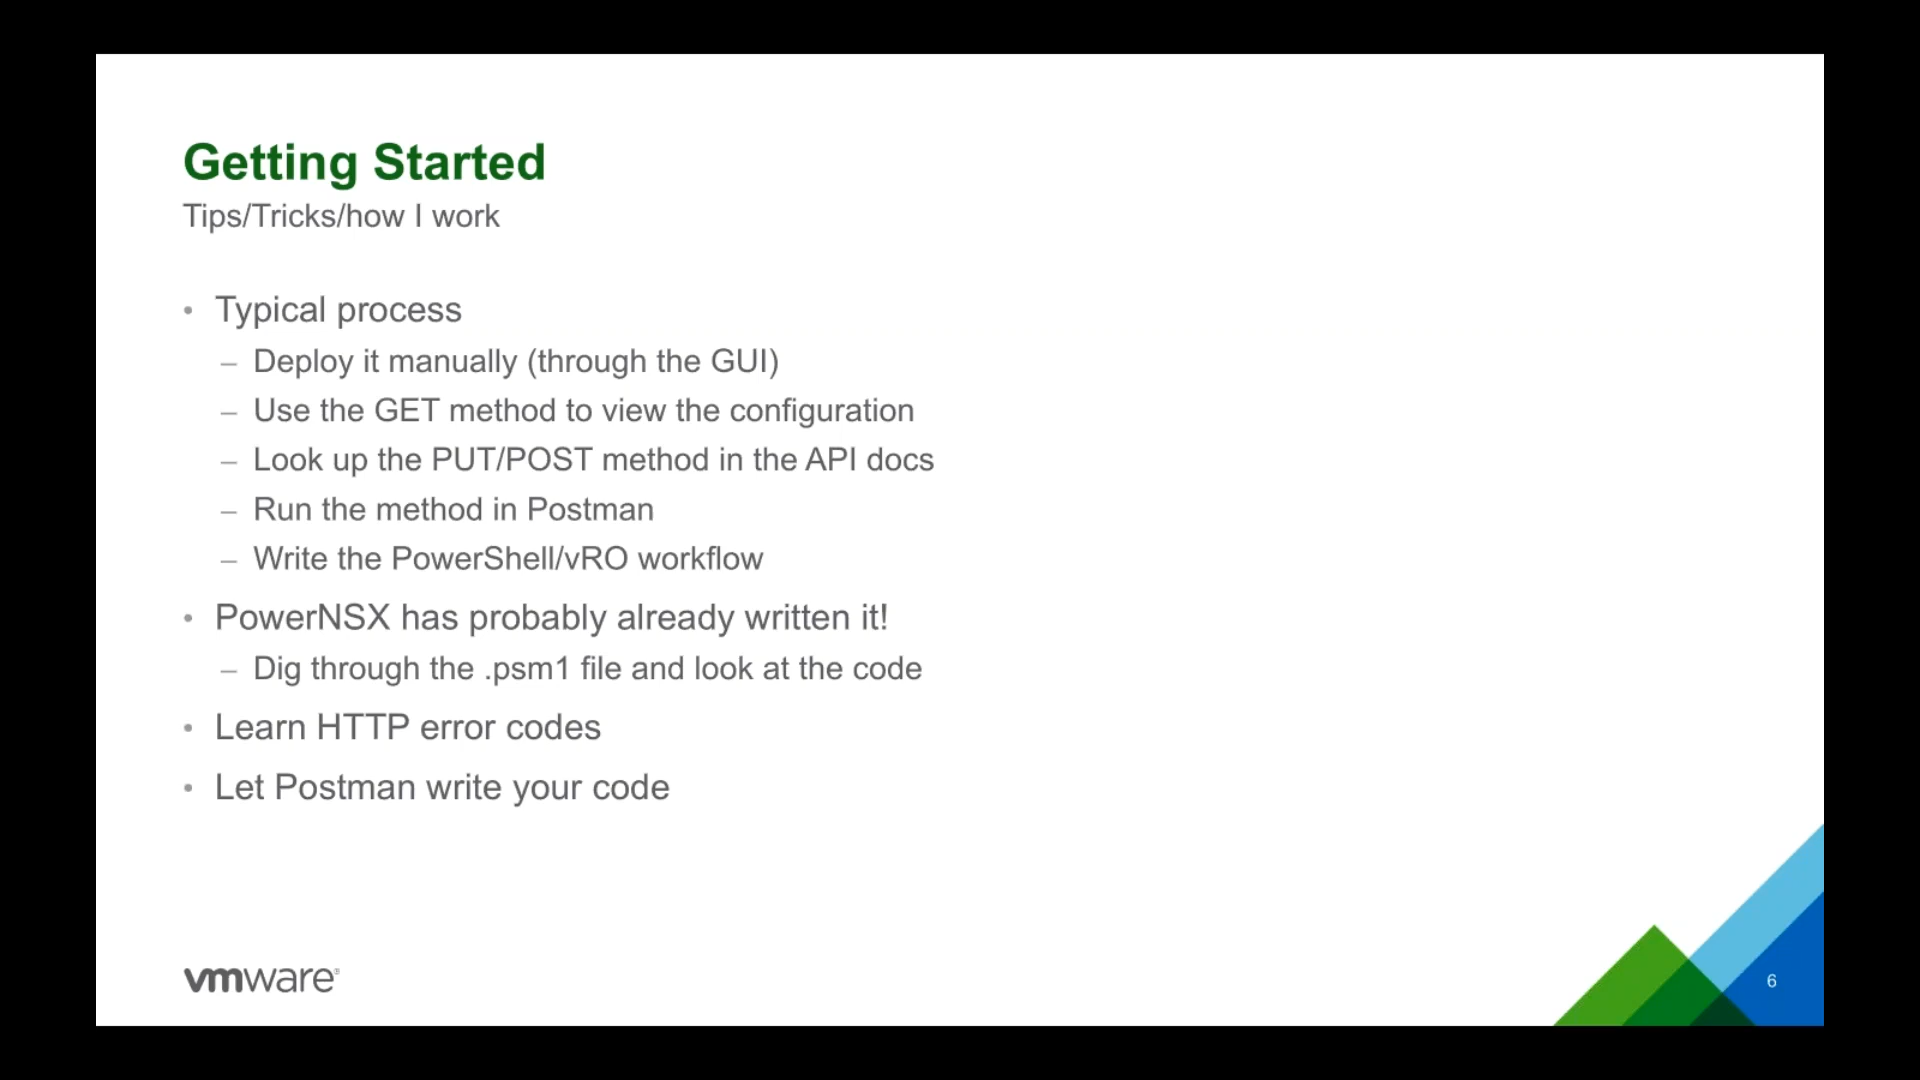 Getting Started
Tips/Tricks/how I work
• Typical process
– Deploy it manually (through the GUI)
– Use the GET method to view the configuration
– Look up the PUT/POST method in the API docs
– Run the method in Postman
– Write the PowerShell/vRO workflow
• PowerNSX has probably already written it!
– Dig through the .psm1 file and look at the code
• Learn HTTP error codes
• Let Postman write your code
vmware®
6